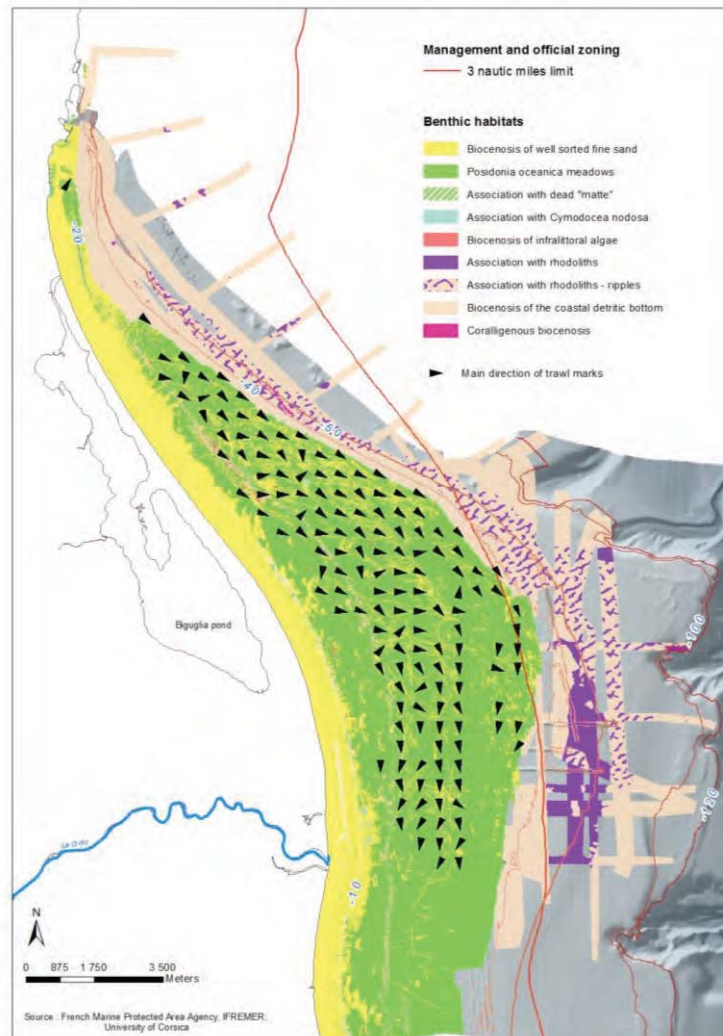 Management and official zoning
3 nautic miles limit
Benthic habitats
Biocenosis of well sorted fine sand
Posidonia oceanica meadows
Association with dead "matte"
Association with Cymodocea nodosa
Biocenosis of infralittoral algae
Association with rhodoliths
Association with rhodoliths - ripples
Biocenosis of the coastal detritic bottom
Coralligenous biocenosis
Main direction of trawl marks
-20
-40
-60
Biguglia pond
-100
-120
-10
N
0 875 1 750 3 500
Meters
Source : French Marine Protected Area Agency, IFREMER,
University of Corsica